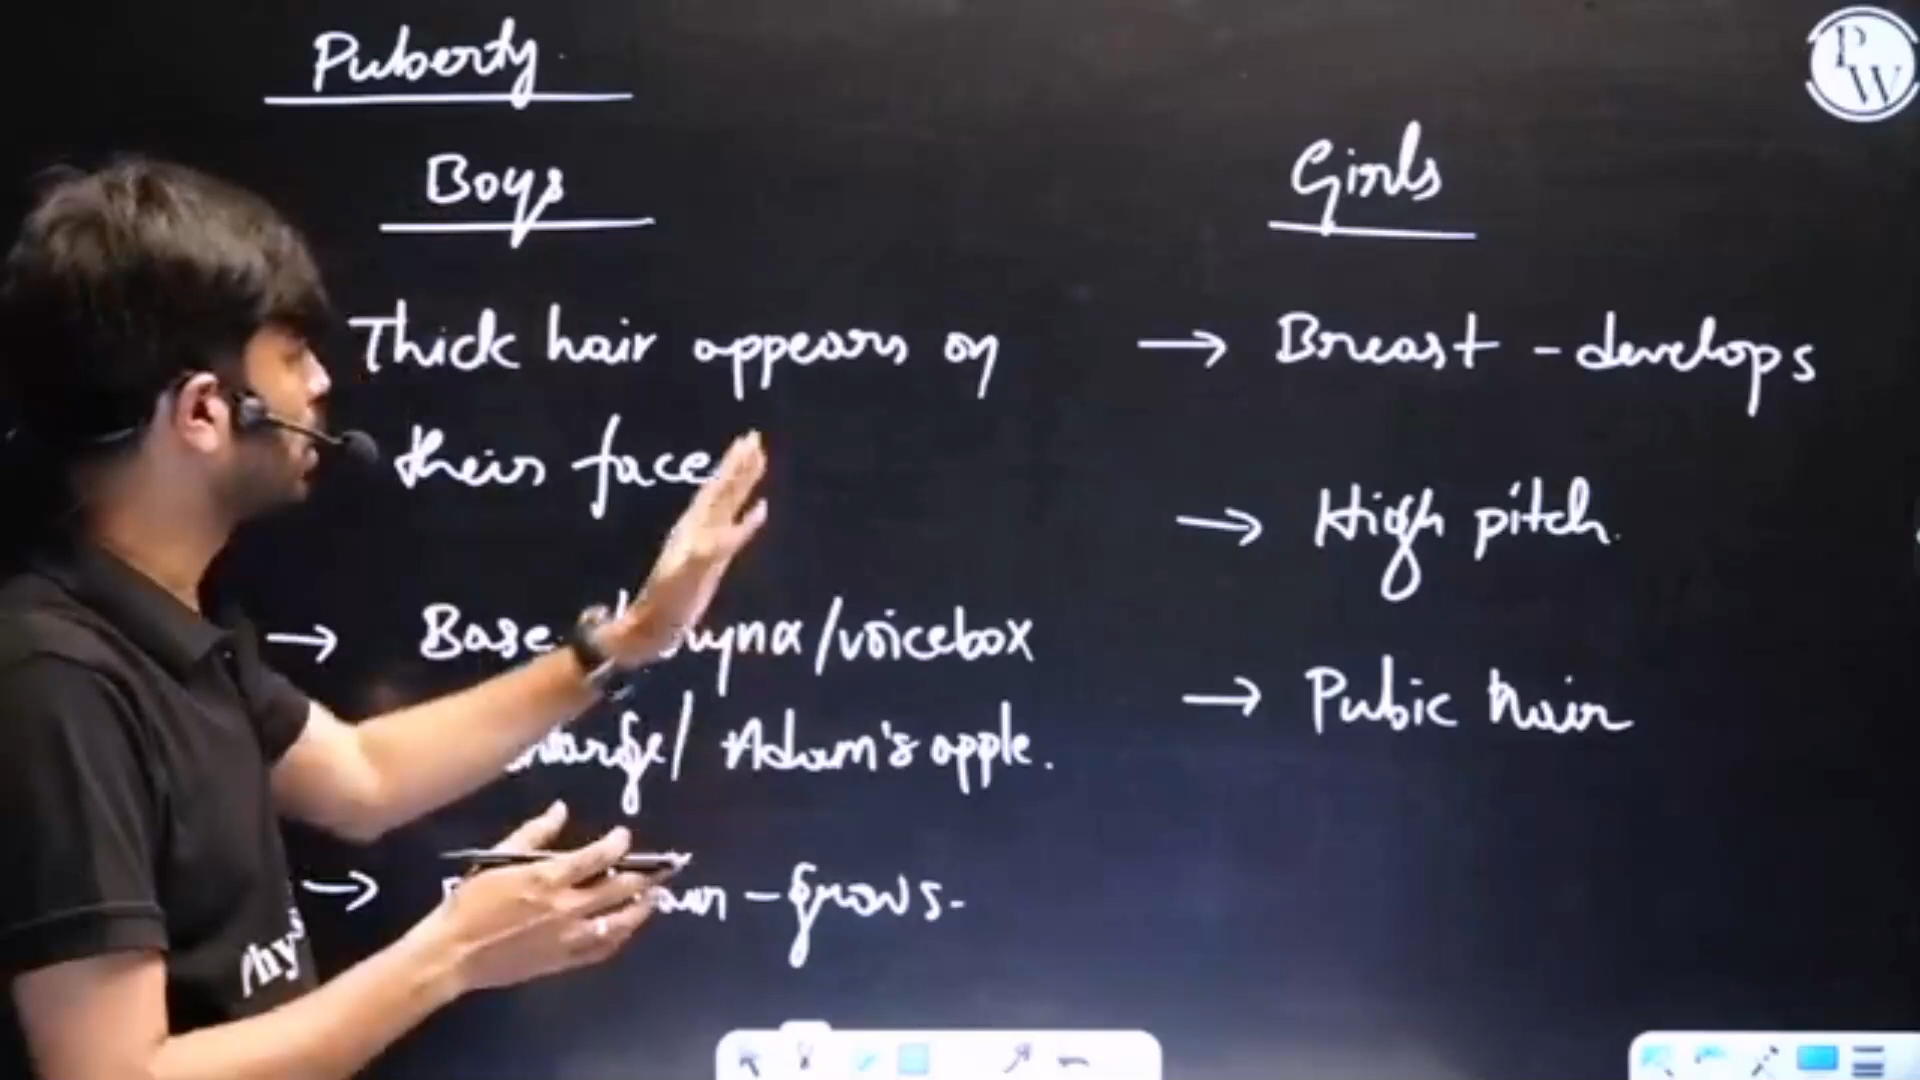 Puberty
PW
Boys
Girls
Thick hair appears on
their face
→ Breast - develops
→ High pitch.
→ Base /voicebox
/ Adam's apple.
→ Pubic hair
→ - grows.